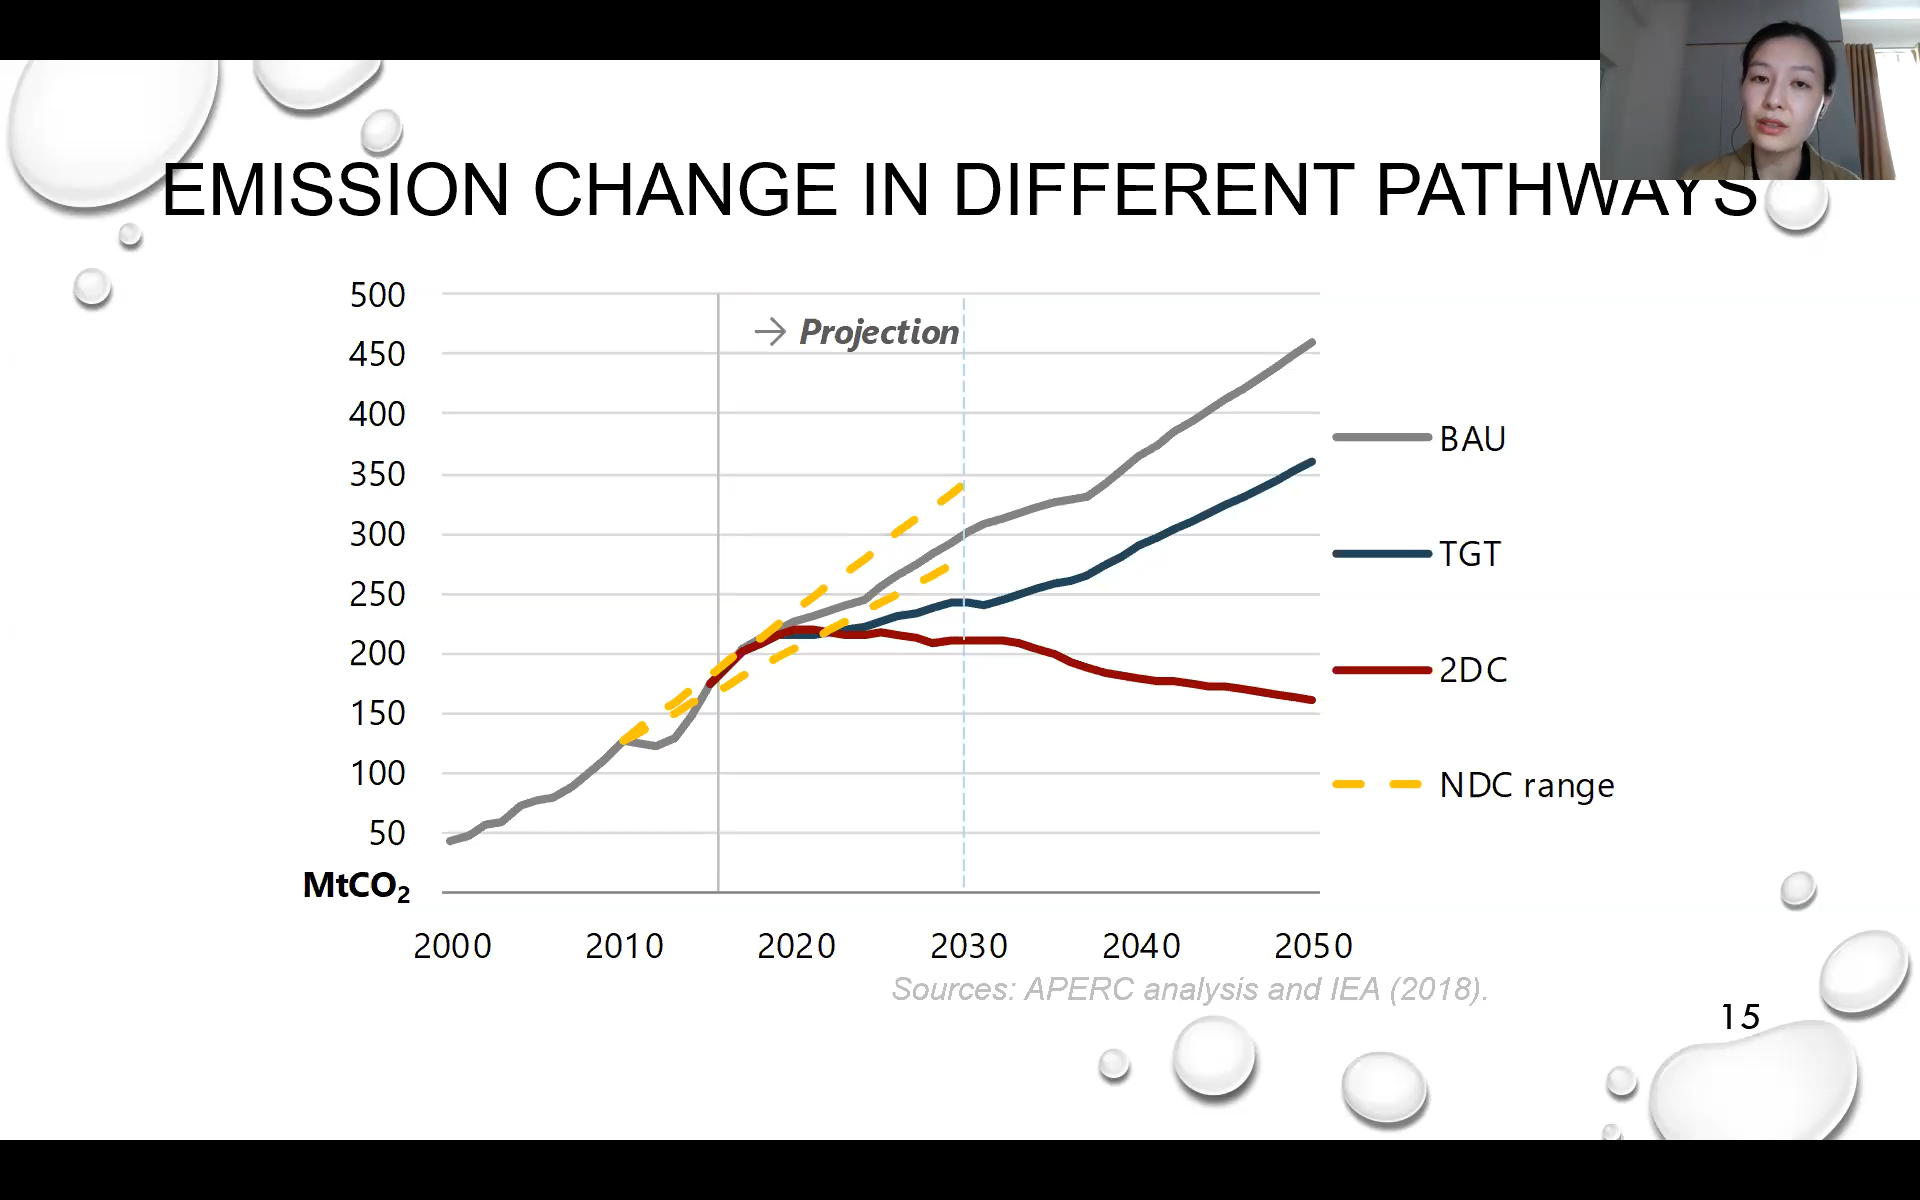 EMISSION CHANGE IN DIFFERENT PATHWAYS
500
→ Projection
450
400
350
300
250
200
150
100
50
MtCO₂
BAU
TGT
2DC
NDC range
2000 2010 2020 2030 2040 2050
Sources: APERC analysis and IEA (2018).
15